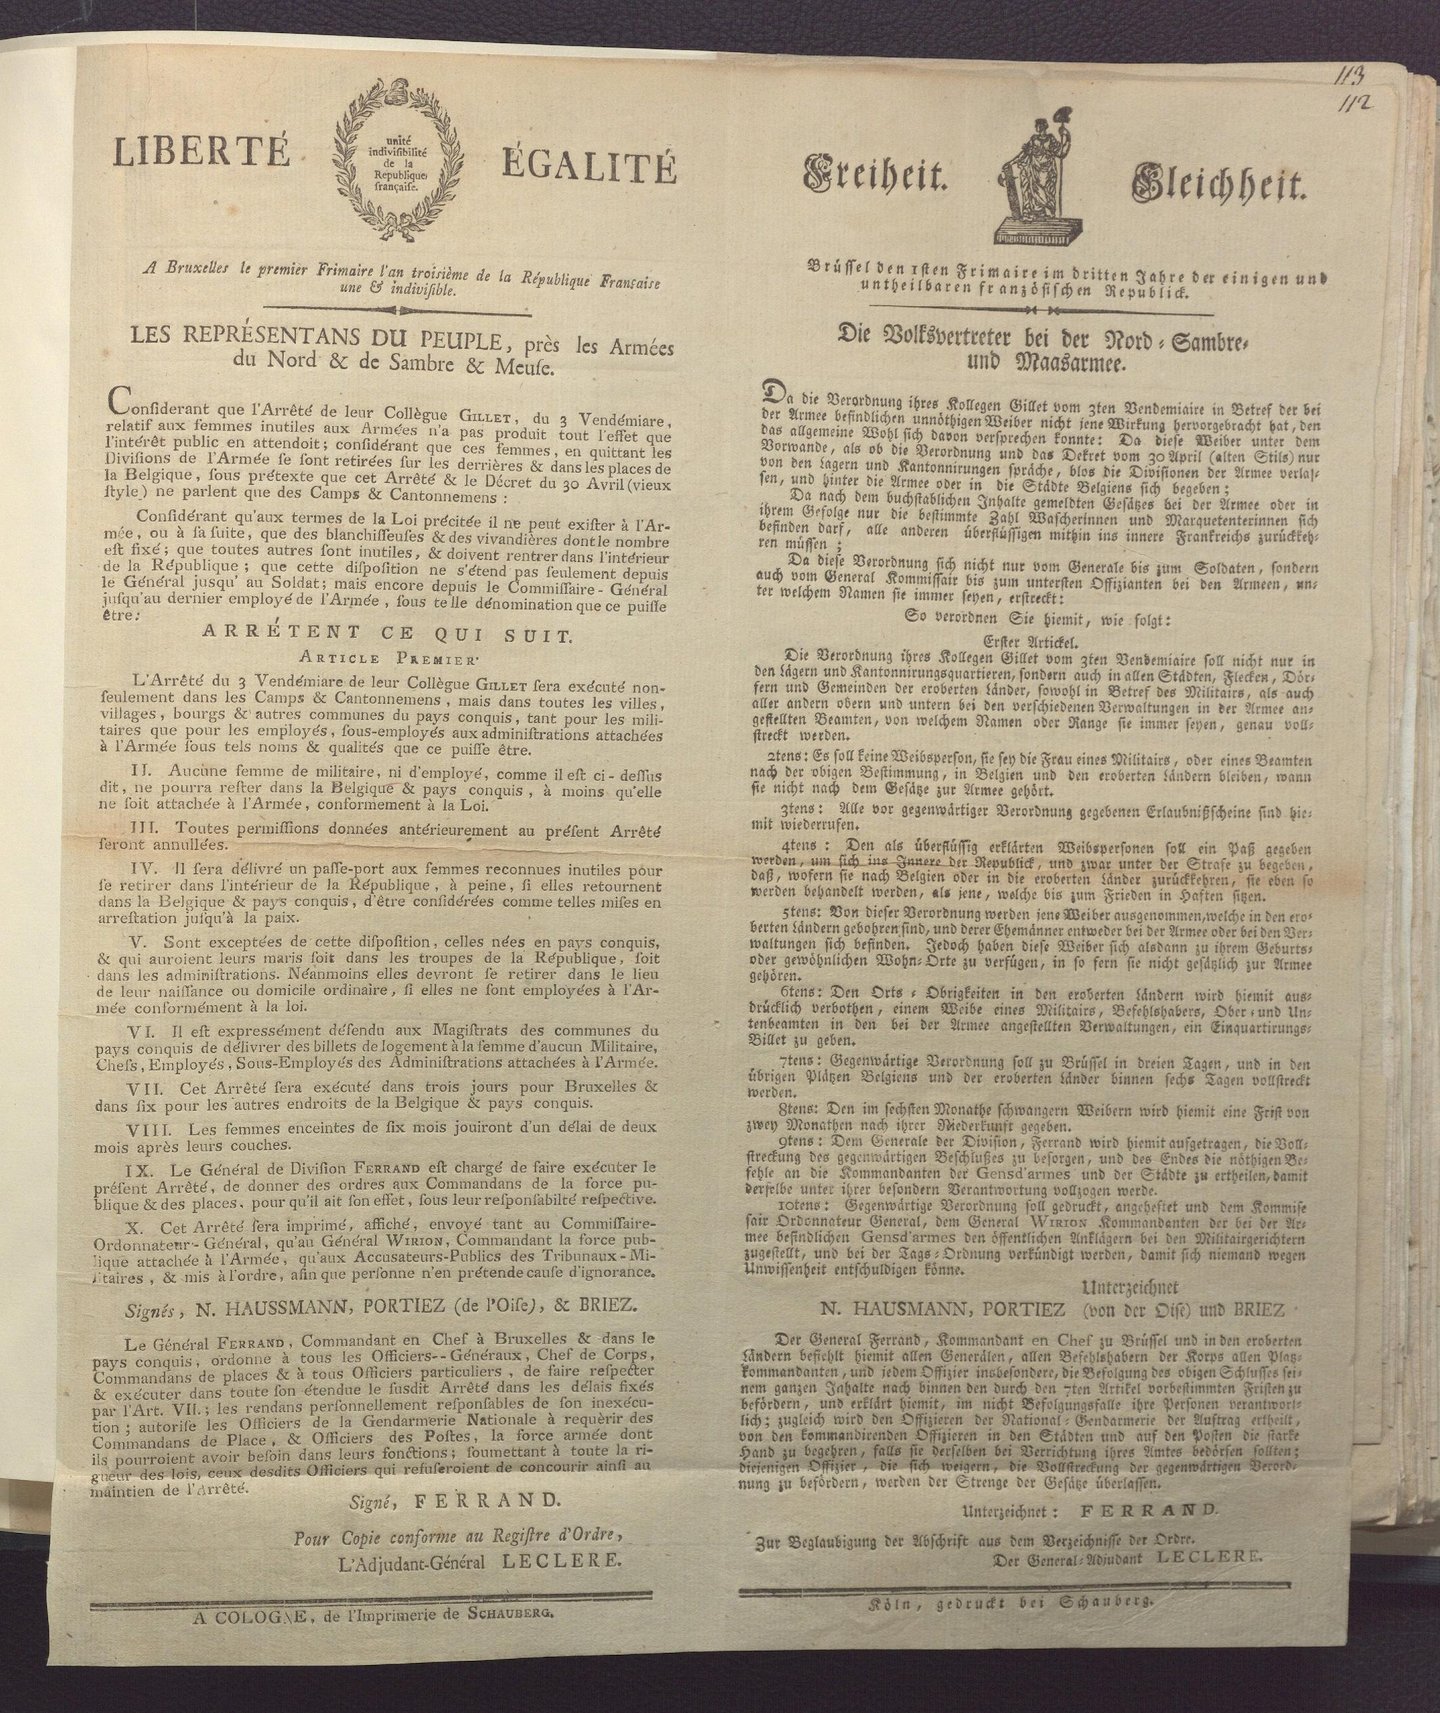 113
112
LIBERTÉ
unité
indivisibilité
de la
Republique
française.
ÉGALITÉ
A Bruxelles le premier Frimaire l'an troisième de la République Française
une & indiviſible.
LES REPRÉSENTANS DU PEUPLE, près les Armées
du Nord & de Sambre & Meuſe.
Conſiderant que l'Arrêté de leur Collègue GILLET, du 3 Vendémiaire,
relatif aux femmes inutiles aux Armées n'a pas produit tout l'effet que
l'intérêt public en attendoit; conſidérant que ces femmes, en quittant les
Diviſions de l'Armée ſe ſont retirées ſur les derrières & dans les places de
la Belgique, ſous prétexte que cet Arrêté & le Décret du 30 Avril (vieux
ſtyle) ne parlent que des Camps & Cantonnemens:
Conſidérant qu'aux termes de la Loi précitée il ne peut exiſter à l'Ar-
mée, ou à ſa ſuite, que des blanchiſſeuſes & des vivandières dont le nombre
eſt fixé; que toutes autres ſont inutiles, & doivent rentrer dans l'intérieur
de la République; que cette diſpoſition ne s'étend pas ſeulement depuis
le Général jusqu' au Soldat; mais encore depuis le Commiſſaire-Général
juſqu'au dernier employé de l'Armée, ſous telle dénomination que ce puiſſe
être:
ARRÉTENT CE QUI SUIT.
ARTICLE PREMIER.
L'Arrêté du 3 Vendémiaire de leur Collègue GILLET ſera exécuté non-
ſeulement dans les Camps & Cantonnemens, mais dans toutes les villes,
villages, bourgs & autres communes du pays conquis, tant pour les mili-
taires que pour les employés, ſous-employés aux adminiſtrations attachées
à l'Armée ſous tels noms & qualités que ce puiſſe être.
II. Aucune femme de militaire, ni d'employé, comme il eſt ci-deſſus
dit, ne pourra reſter dans la Belgique & pays conquis, à moins qu'elle
ne ſoit attachée à l'Armée, conformement à la Loi.
III. Toutes permiſſions données antérieurement au préſent Arrêté
ſeront annullées.
IV. Il ſera délivré un paſſe-port aux femmes reconnues inutiles pour
ſe retirer dans l'intérieur de la République, à peine, ſi elles retournent
dans la Belgique & pays conquis, d'être conſidérées comme telles miſes en
arreſtation juſqu'à la paix.
V. Sont exceptées de cette diſpoſition, celles nées en pays conquis,
& qui auroient leurs maris ſoit dans les troupes de la République, ſoit
dans les adminiſtrations. Néanmoins elles devront ſe retirer dans le lieu
de leur naiſſance ou domicile ordinaire, ſi elles ne ſont employées à l'Ar-
mée conformément à la loi.
VI. Il eſt expreſſément défendu aux Magiſtrats des communes du
pays conquis de délivrer des billets de logement à la femme d'aucun Militaire,
Chefs, Employés, Sous-Employés des Adminiſtrations attachées à l'Armée.
VII. Cet Arrêté ſera exécuté dans trois jours pour Bruxelles &
dans ſix pour les autres endroits de la Belgique & pays conquis.
VIII. Les femmes enceintes de ſix mois jouiront d'un délai de deux
mois après leurs couches.
IX. Le Général de Diviſion FERRAND eſt chargé de faire exécuter le
préſent Arrêté, de donner des ordres aux Commandans de la force pu-
blique & des places, pour qu'il ait ſon effet, ſous leur reſponſabilté reſpective.
X. Cet Arrêté ſera imprimé, affiché, envoyé tant au Commiſſaire-
Ordonnateur-Général, qu'au Général WIRION, Commandant la force pub-
lique attachée à l'Armée, qu'aux Accusateurs-Publics des Tribunaux-Mi-
litaires, & mis à l'ordre, afin que perſonne n'en prétende cauſe d'ignorance.
Signés, N. HAUSSMANN, PORTIEZ (de l'Oiſe), & BRIEZ.
Le Général FERRAND, Commandant en Chef à Bruxelles & dans le
pays conquis, ordonne à tous les Officiers--Généraux, Chef de Corps,
Commandans de places & à tous Officiers particuliers, de faire reſpecter
& exécuter dans toute ſon étendue le susdit Arrêté dans les délais fixés
par l'Art. VII.; les rendans perſonnellement reſponſables de ſon inexécu-
tion; autoriſe les Officiers de la Gendarmerie Nationale à requèrir des
Commandans de Place, & Officiers des Poſtes, la force armée dont
ils pourroient avoir beſoin dans leurs fonctions; ſoumettant à toute la ri-
gueur des lois, ceux desdits Officiers qui refuſeroient de concourir ainſi au
maintien de l'Arrêté.
Signé, FERRAND.
Pour Copie conforme au Regiſtre d'Ordre,
L'Adjudant-Général LECLERE.
A COLOGNE, de l'Imprimerie de SCHAUBERG.
Freiheit.
Gleichheit.
Brüſſel den 1ſten Frimaire im dritten Jahre der einigen und
untheilbaren franzöſiſchen Republick.
Die Volksvertreter bei der Nord-Sambre-
und Maasarmee.
Da die Verordnung ihres Kollegen Gillet vom 3ten Vendemiaire in Betref der bei
der Armee befindlichen unnöthigen Weiber nicht jene Wirkung hervorgebracht hat, den
das allgemeine Wohl ſich davon verſprechen konnte: Da dieſe Weiber unter dem
Vorwande, als ob die Verordnung und das Dekret vom 30 April (alten Stils) nur
von den Lagern und Kantonnirungen ſpräche, blos die Diviſionen der Armee verlaſ-
ſen, und hinter die Armee oder in die Städte Belgiens ſich begeben;
Da nach dem buchſtablichen Inhalte gemeldten Geſätzes bei der Armee oder in
ihrem Gefolge nur die beſtimmte Zahl Waſcherinnen und Marquetenterinnen ſich
befinden darf, alle anderen überflüſſigen mithin ins innere Frankreichs zurückkeh-
ren müſſen;
Da dieſe Verordnung ſich nicht nur vom Generale bis zum Soldaten, ſondern
auch vom General Kommiſſair bis zum unterſten Offizianten bei den Armeen, un-
ter welchem Namen ſie immer ſeyen, erſtreckt:
So verordnen Sie hiemit, wie folgt:
Erſter Artickel.
Die Verordnung ihres Kollegen Gillet vom 3ten Vendemiaire ſoll nicht nur in
den Lägern und Kantonnirungsquartieren, ſondern auch in allen Städten, Flecken, Dör-
fern und Gemeinden der eroberten Länder, ſowohl in Betref des Militairs, als auch
aller andern obern und untern bei den verſchiedenen Verwaltungen in der Armee an-
geſtellten Beamten, von welchem Namen oder Range ſie immer ſeyen, genau voll-
ſtreckt werden.
2tens: Es ſoll keine Weibsperſon, ſie ſey die Frau eines Militairs, oder eines Beamten
nach der obigen Beſtimmung, in Belgien und den eroberten Ländern bleiben, wann
ſie nicht nach dem Geſätze zur Armee gehört.
3tens: Alle vor gegenwärtiger Verordnung gegebenen Erlaubnißſcheine ſind hie-
mit wiederrufen.
4tens: Den als überflüſſig erklärten Weibsperſonen ſoll ein Paß gegeben
werden, um ſich ins Innere der Republick, und zwar unter der Strafe zu begeben,
daß, wofern ſie nach Belgien oder in die eroberten Länder zurückkehren, ſie eben ſo
werden behandelt werden, als jene, welche bis zum Frieden in Haften ſitzen.
5tens: Von dieſer Verordnung werden jene Weiber ausgenommen, welche in den ero-
berten Ländern gebohren ſind, und derer Ehemänner entweder bei der Armee oder bei den Ver-
waltungen ſich befinden. Jedoch haben dieſe Weiber ſich alsdann zu ihrem Geburts-
oder gewöhnlichen Wohn-Orte zu verfügen, in ſo fern ſie nicht geſätzlich zur Armee
gehören.
6tens: Den Orts-Obrigkeiten in den eroberten Ländern wird hiemit aus-
drücklich verbothen, einem Weibe eines Militairs, Befehlshabers, Ober-und Un-
tenbeamten in den bei der Armee angeſtellten Verwaltungen, ein Einquartirungs-
Billet zu geben.
7tens: Gegenwärtige Verordnung ſoll zu Brüſſel in dreien Tagen, und in den
übrigen Plätzen Belgiens und der eroberten Länder binnen ſechs Tagen vollſtreckt
werden.
8tens: Den im ſechſten Monathe ſchwangern Weibern wird hiemit eine Friſt von
zwey Monathen nach ihrer Niederkunft gegeben.
9tens: Dem Generale der Diviſion, Ferrand wird hiemit aufgetragen, die Voll-
ſtreckung des gegenwärtigen Beſchlußes zu beſorgen, und des Endes die nöthigen Be-
fehle an die Kommandanten der Gensd'armes und der Städte zu ertheilen, damit
derſelbe unter ihrer beſondern Verantwortung vollzogen werde.
10tens: Gegenwärtige Verordnung ſoll gedruckt, angeheftet und dem Kommiſe
ſair Ordonnateur General, dem General WIRION Kommandanten der bei der Ar-
mee befindlichen Gensd'armes den öffentlichen Anklägern bei den Militairgerichtern
zugeſtellt, und bei der Tags-Ordnung verkündigt werden, damit ſich niemand wegen
Unwiſſenheit entſchuldigen könne.
Unterzeichnet
N. HAUSMANN, PORTIEZ (von der Oiſe) und BRIEZ
Der General Ferrand, Kommandant en Chef zu Brüſſel und in den eroberten
Ländern befiehlt hiemit allen Generälen, allen Befehlshabern der Korps allen Platz-
kommandanten, und jedem Offizier insbeſondere, die Befolgung des obigen Schluſſes ſei-
nem ganzen Inhalte nach binnen den durch den 7ten Artikel vorbeſtimmten Friſten zu
befördern, und erklärt hiemit, im nicht Befolgungsfalle ihre Perſonen verantwort-
lich; zugleich wird den Offizieren der National-Gendarmerie der Auftrag ertheilt,
von den kommandirenden Offizieren in den Städten und auf den Poſten die ſtarke
Hand zu begehren, falls ſie derſelben bei Verrichtung ihres Amtes bedörfen ſollten;
diejenigen Offizier, die ſich weigern, die Vollſtreckung der gegenwärtigen Verord-
nung zu befördern, werden der Strenge der Geſätze überlaſſen.
Unterzeichnet: FERRAND.
Zur Beglaubigung der Abſchrift aus dem Verzeichniſſe der Ordre.
Der General-Adjudant LECLERE.
Köln, gedruckt bei Schauberg.